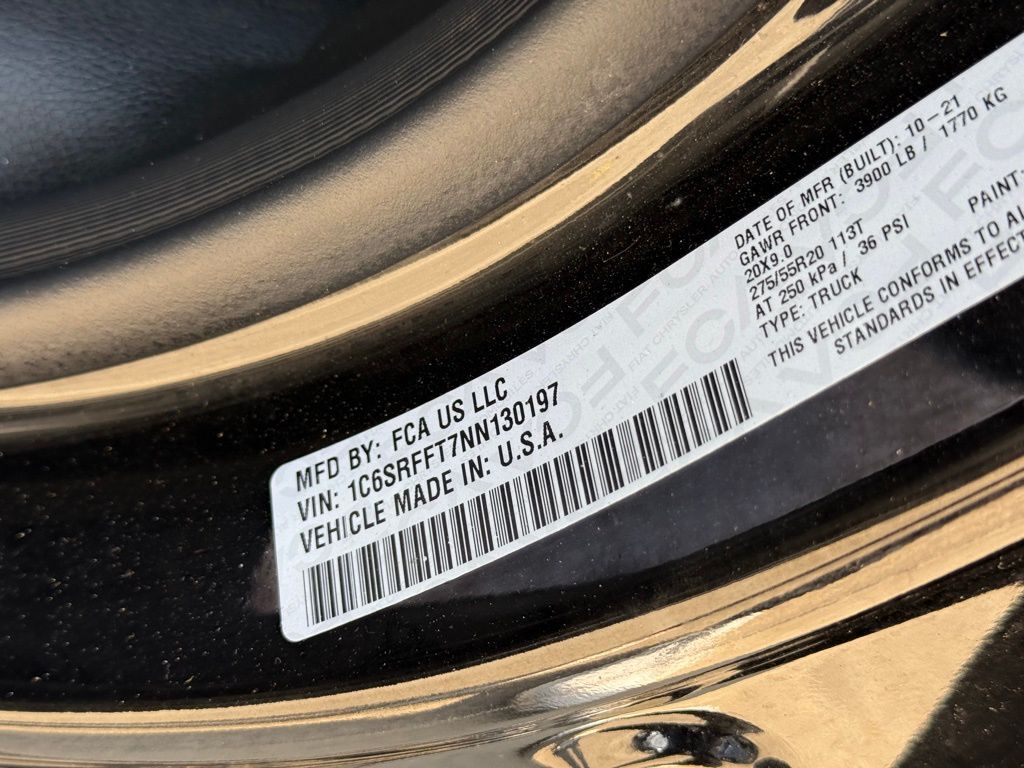 MFD BY: FCA US LLC
VIN: 1C6SRFFT7NN130197
VEHICLE MADE IN: U.S.A.
DATE OF MFR (BUILT): 10-21
GAWR FRONT: 3900 LB / 1770 KG
20X9.0
275/55R20 113T
AT 250 kPa / 36 PSI
TYPE: TRUCK
PAINT:
THIS VEHICLE CONFORMS TO
STANDARDS IN EFFECT